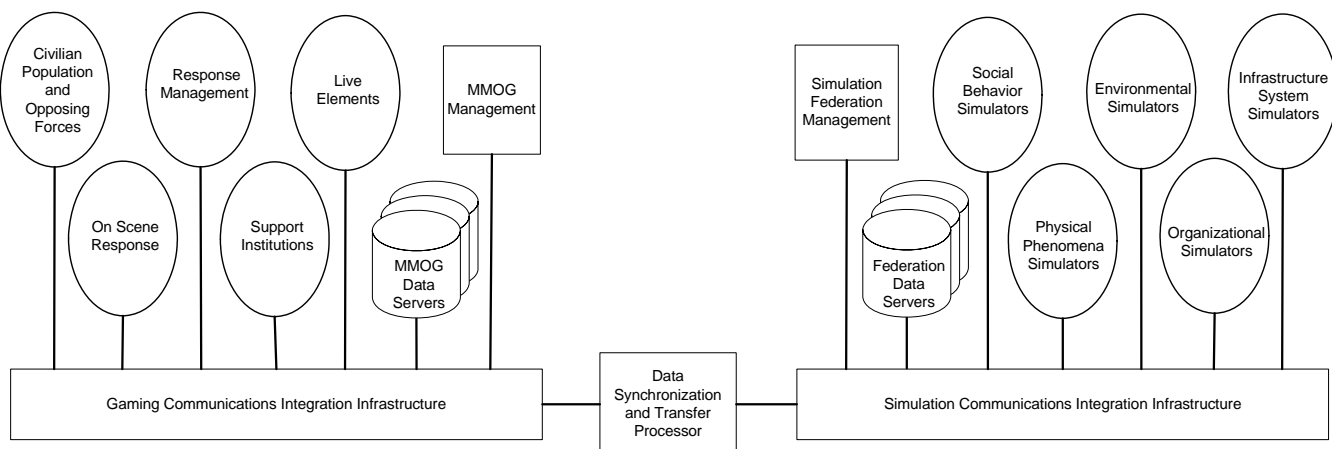 Civilian
Population
and
Opposing
Forces
Response
Management
Live
Elements
MMOG
Management
On Scene
Response
Support
Institutions
MMOG
Data
Servers
Gaming Communications Integration Infrastructure
Data
Synchronization
and Transfer
Processor
Simulation
Federation
Management
Social
Behavior
Simulators
Environmental
Simulators
Infrastructure
System
Simulators
Federation
Data
Servers
Physical
Phenomena
Simulators
Organizational
Simulators
Simulation Communications Integration Infrastructure